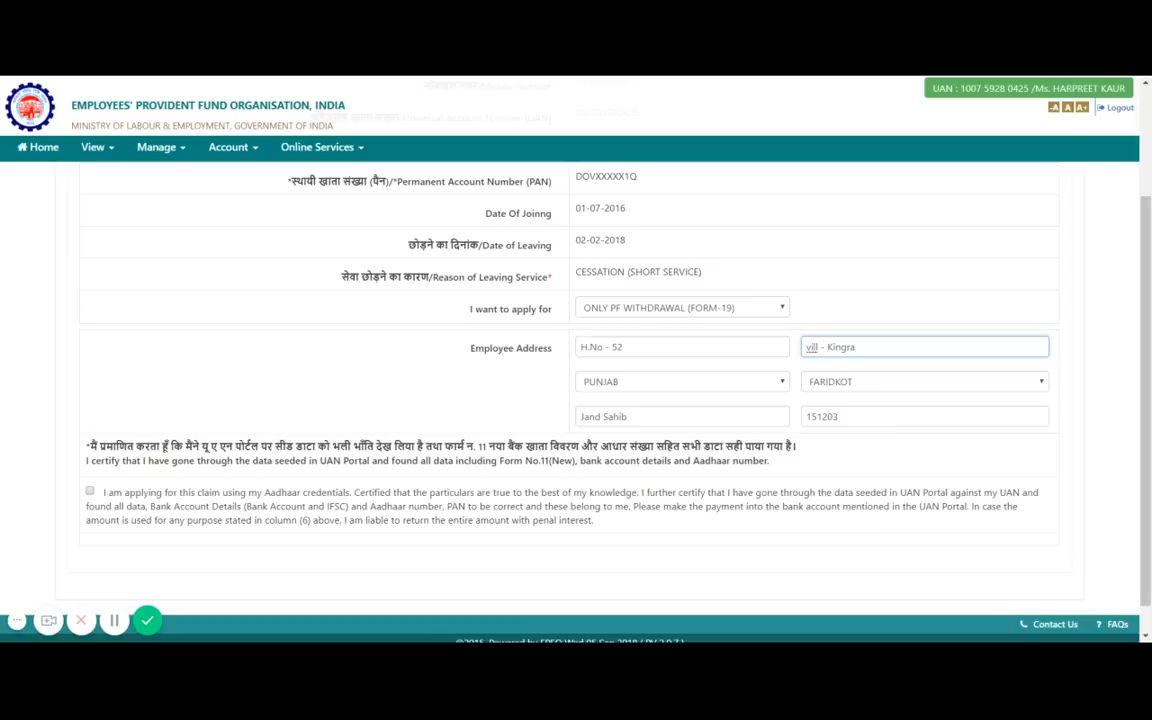 UAN : 1007 5928 0425 /Ms. HARPREET KAUR
EMPLOYEES' PROVIDENT FUND ORGANISATION, INDIA
-A A A+ Logout
MINISTRY OF LABOUR & EMPLOYMENT, GOVERNMENT OF INDIA
Home View Manage Account Online Services
*स्थायी खाता संख्या (पैन)/*Permanent Account Number (PAN) DOVXXXXX1Q
Date Of Joinng 01-07-2016
छोड़ने का दिनांक/Date of Leaving 02-02-2018
सेवा छोड़ने का कारण/Reason of Leaving Service* CESSATION (SHORT SERVICE)
I want to apply for ONLY PF WITHDRAWAL (FORM-19)
Employee Address H.No - 52 vill - Kingra
PUNJAB FARIDKOT
Jand Sahib 151203
*मैं प्रमाणित करता हूँ कि मैंने यू ए एन पोर्टल पर सीड डाटा को भली भाँति देख लिया है तथा फार्म न. 11 नया बैंक खाता विवरण और आधार संख्या सहित सभी डाटा सही पाया गया है।
I certify that I have gone through the data seeded in UAN Portal and found all data including Form No.11(New), bank account details and Aadhaar number.
I am applying for this claim using my Aadhaar credentials. Certified that the particulars are true to the best of my knowledge. I further certify that I have gone through the data seeded in UAN Portal against my UAN and
found all data, Bank Account Details (Bank Account and IFSC) and Aadhaar number, PAN to be correct and these belong to me. Please make the payment into the bank account mentioned in the UAN Portal. In case the
amount is used for any purpose stated in column (6) above, I am liable to return the entire amount with penal interest.
Contact Us ? FAQs